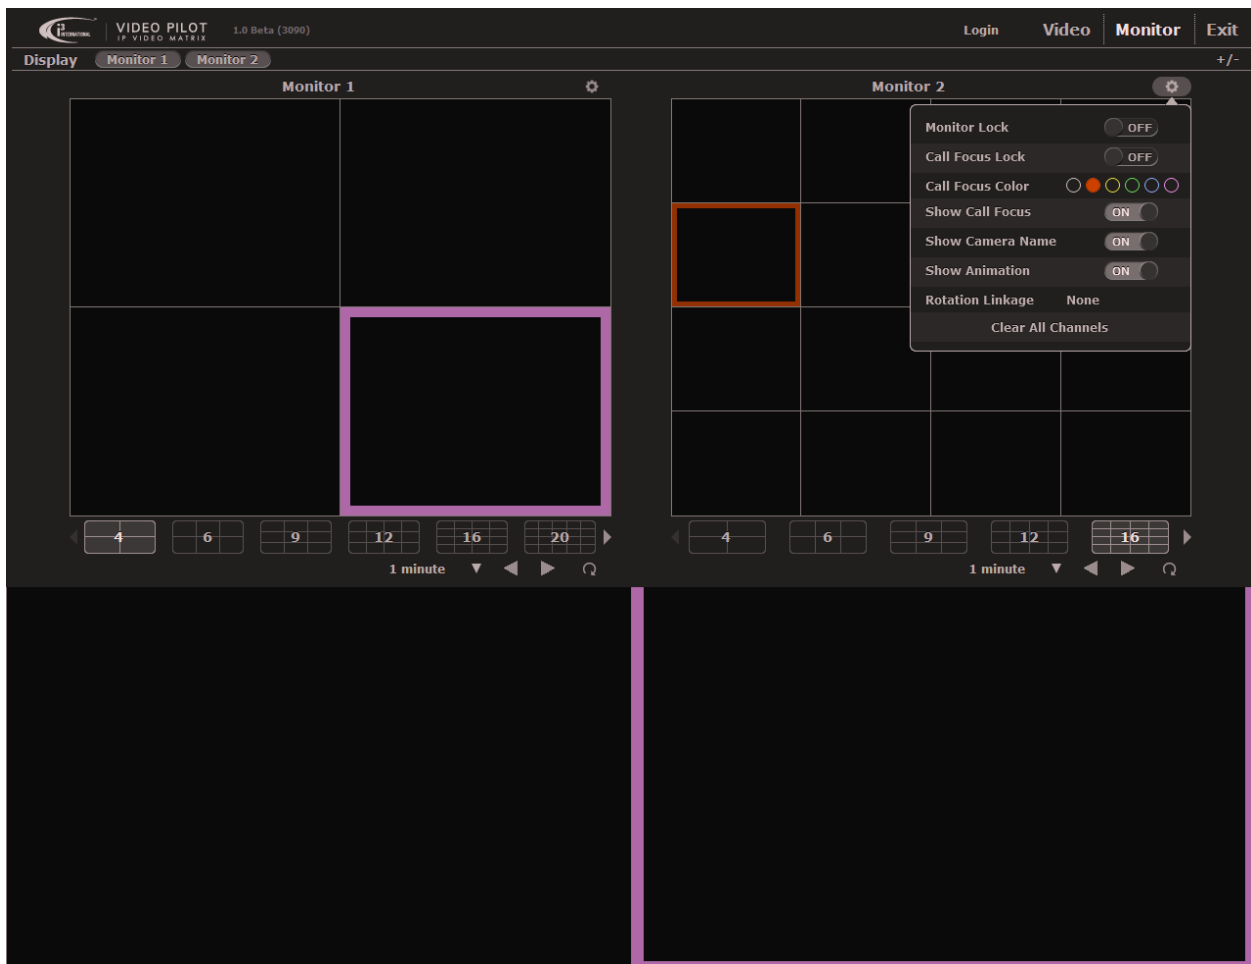 i3 INTERNATIONAL VIDEO PILOT 1.0 Beta (3090) Login Video Monitor Exit
IP VIDEO MATRIX
Display Monitor 1 Monitor 2 +/-
Monitor 1 Monitor 2
Monitor Lock OFF
Call Focus Lock OFF
Call Focus Color
Show Call Focus ON
Show Camera Name ON
Show Animation ON
Rotation Linkage None
Clear All Channels
4 6 9 12 16 20 4 6 9 12 16
1 minute 1 minute